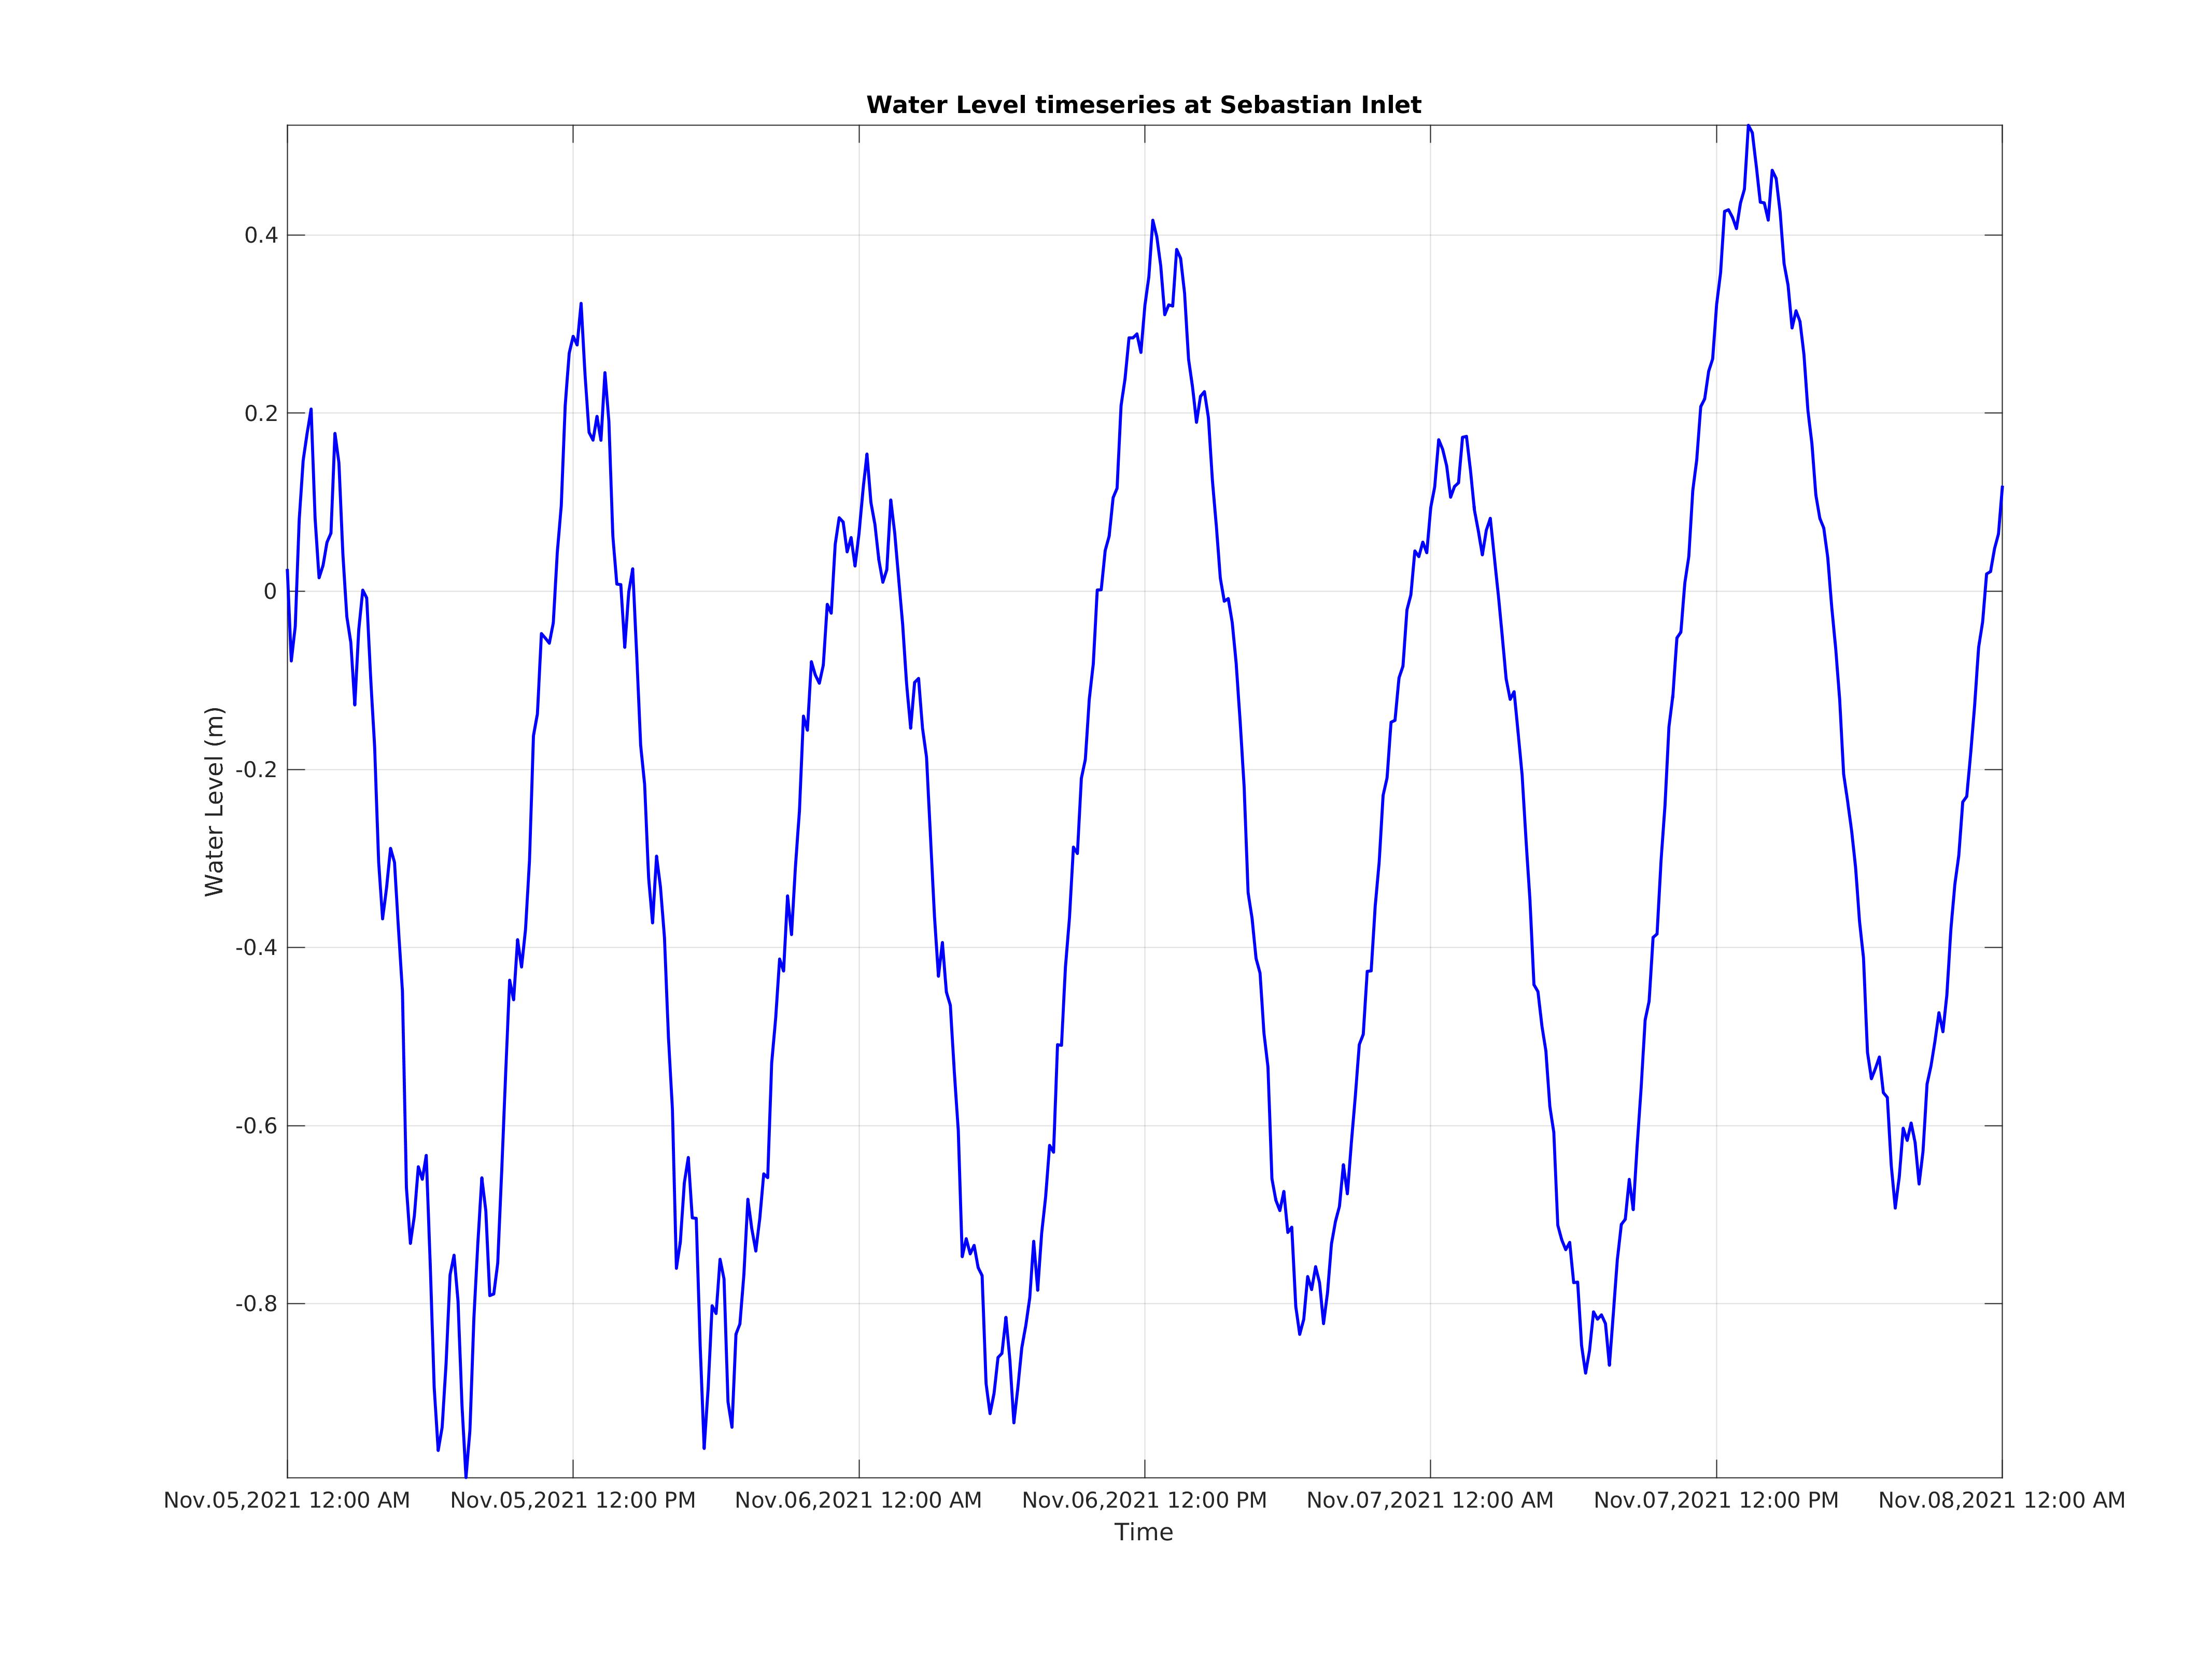 Water Level timeseries at Sebastian Inlet
0.4
0.2
0
-0.2
-0.4
-0.6
-0.8
Water Level (m)
Nov.05,2021 12:00 AM
Nov.05,2021 12:00 PM
Nov.06,2021 12:00 AM
Nov.06,2021 12:00 PM
Nov.07,2021 12:00 AM
Nov.07,2021 12:00 PM
Nov.08,2021 12:00 AM
Time